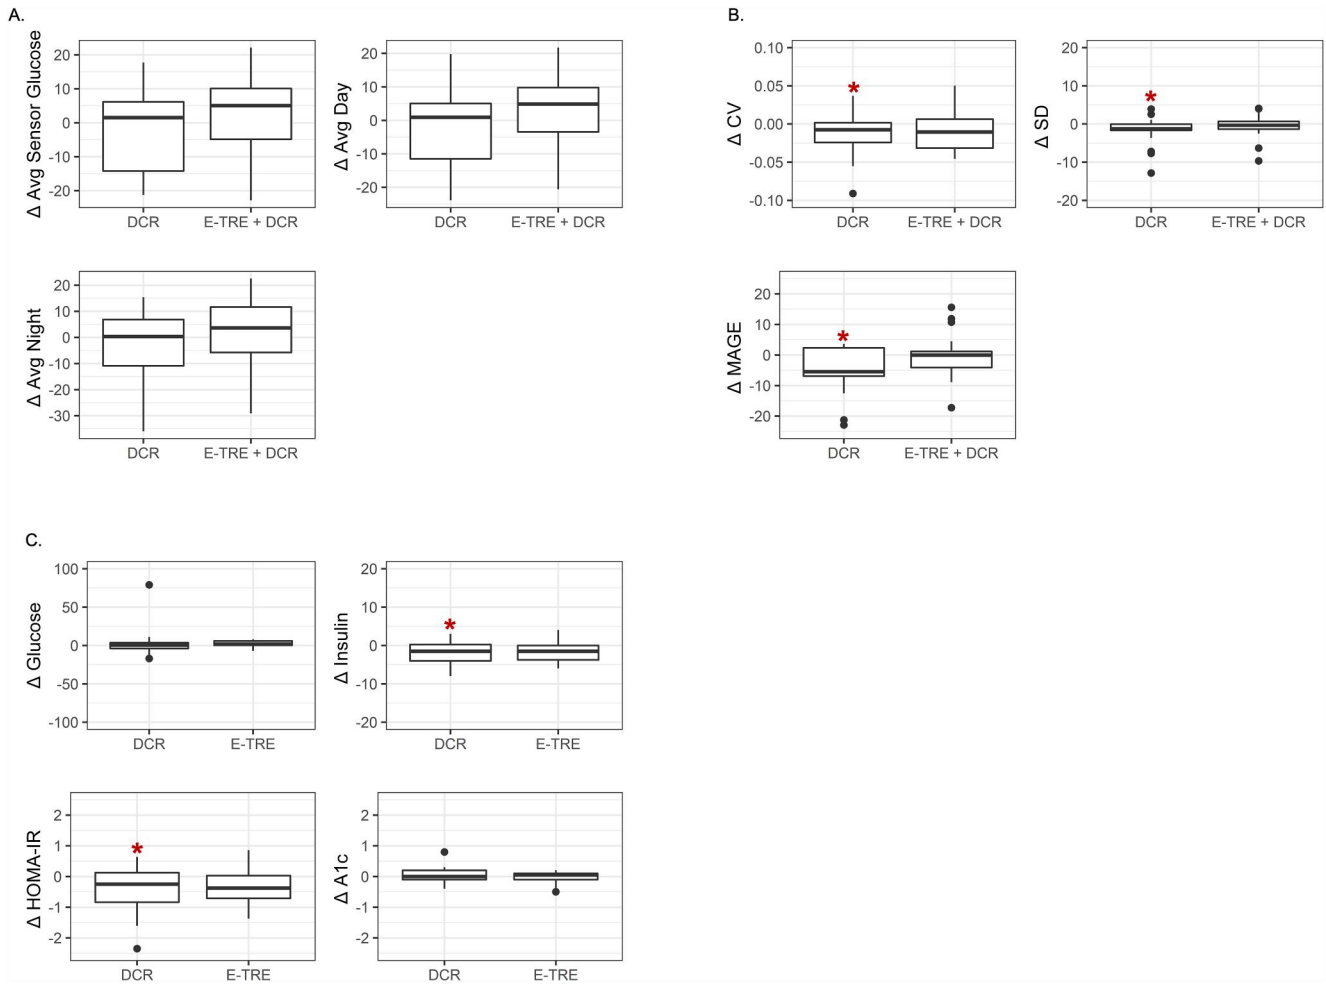 A.
Δ Avg Sensor Glucose
20
10
0
-10
-20
DCR
E-TRE + DCR
Δ Avg Day
20
10
0
-10
-20
DCR
E-TRE + DCR
Δ Avg Night
20
10
0
-10
-20
-30
DCR
E-TRE + DCR
B.
Δ CV
0.10
0.05
0.00
-0.05
-0.10
*
DCR
E-TRE + DCR
Δ SD
20
10
0
-10
-20
*
DCR
E-TRE + DCR
Δ MAGE
20
10
0
-10
-20
*
DCR
E-TRE + DCR
C.
Δ Glucose
100
50
0
-50
-100
DCR
E-TRE
Δ Insulin
20
10
0
-10
-20
*
DCR
E-TRE
Δ HOMA-IR
2
1
0
-1
-2
*
DCR
E-TRE
Δ A1c
2
1
0
-1
-2
DCR
E-TRE